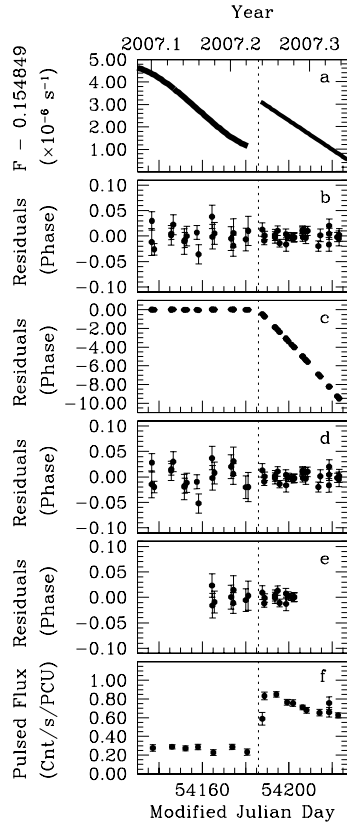 Year
2007.1 2007.2 2007.3
F − 0.154849
(×10−6 s−1)
5.00
4.00
3.00
2.00
1.00
a
Residuals
(Phase)
0.10
0.05
0.00
−0.05
−0.10
b
Residuals
(Phase)
0.00
−2.00
−4.00
−6.00
−8.00
−10.00
c
Residuals
(Phase)
0.10
0.05
0.00
−0.05
−0.10
d
Residuals
(Phase)
0.10
0.05
0.00
−0.05
−0.10
e
Pulsed Flux
(Cnt/s/PCU)
1.00
0.80
0.60
0.40
0.20
0.00
f
54160 54200
Modified Julian Day